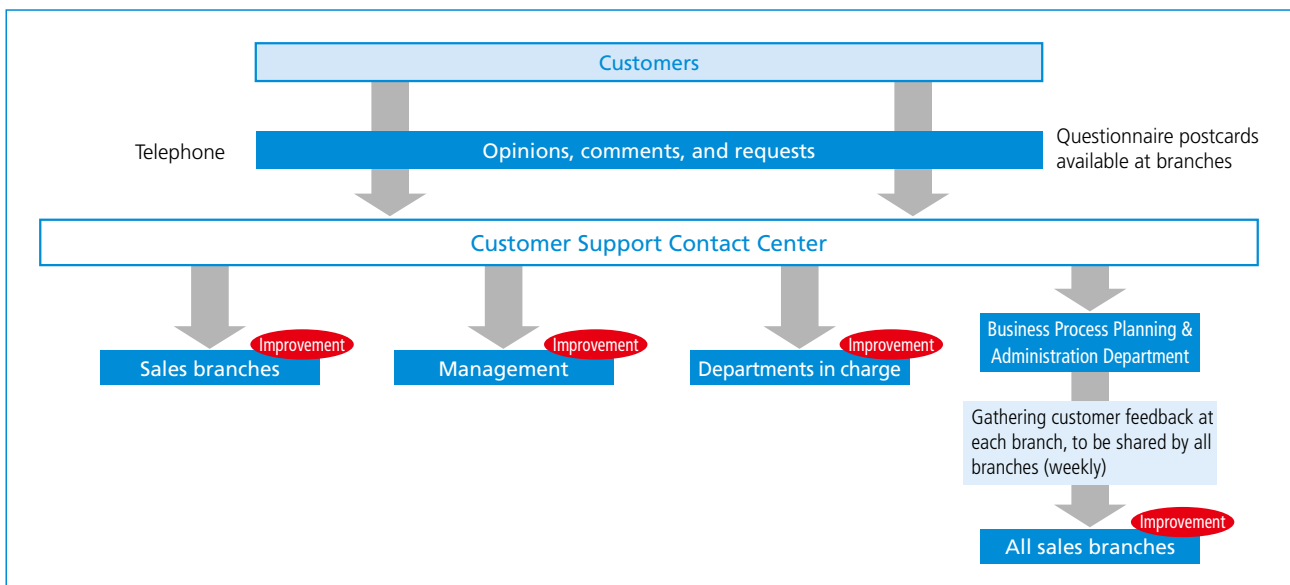 Customers
Telephone
Opinions, comments, and requests
Questionnaire postcards
available at branches
Customer Support Contact Center
Improvement
Sales branches
Improvement
Management
Improvement
Departments in charge
Business Process Planning &
Administration Department
Gathering customer feedback at
each branch, to be shared by all
branches (weekly)
Improvement
All sales branches